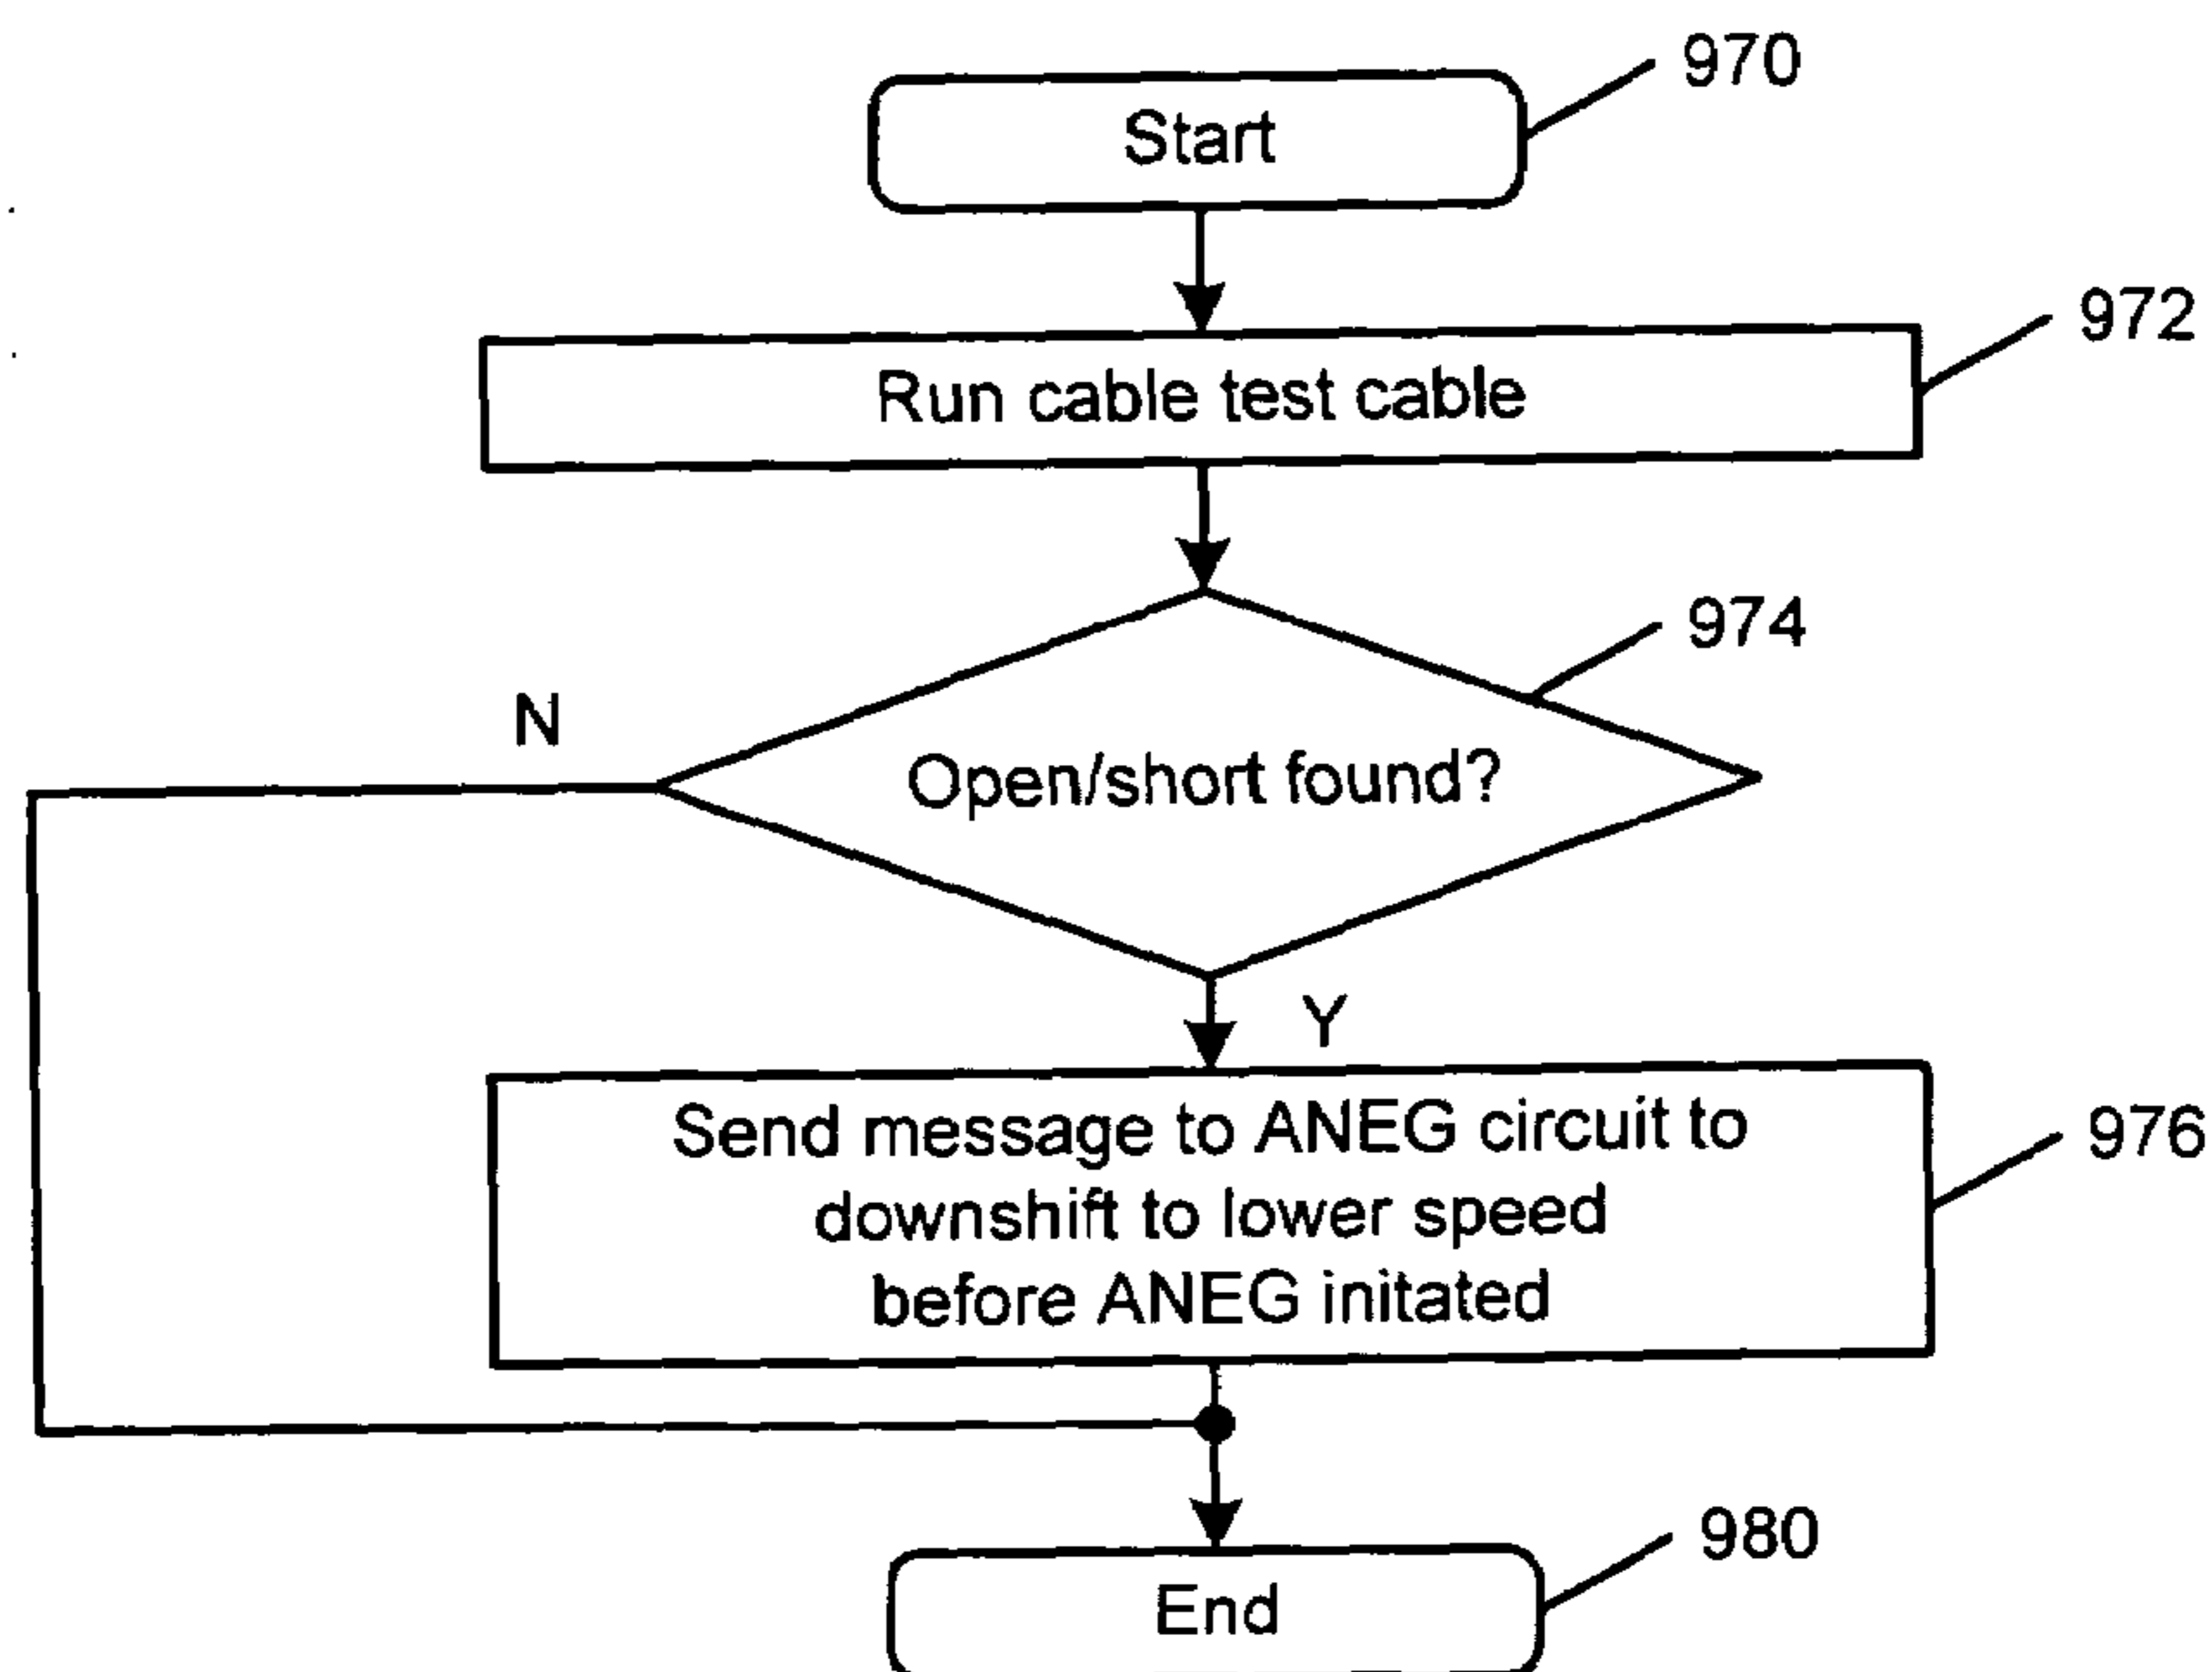 970
Start
972
Run cable test cable
974
N
Open/short found?
Y
Send message to ANEG circuit to
downshift to lower speed
before ANEG initated
976
980
End